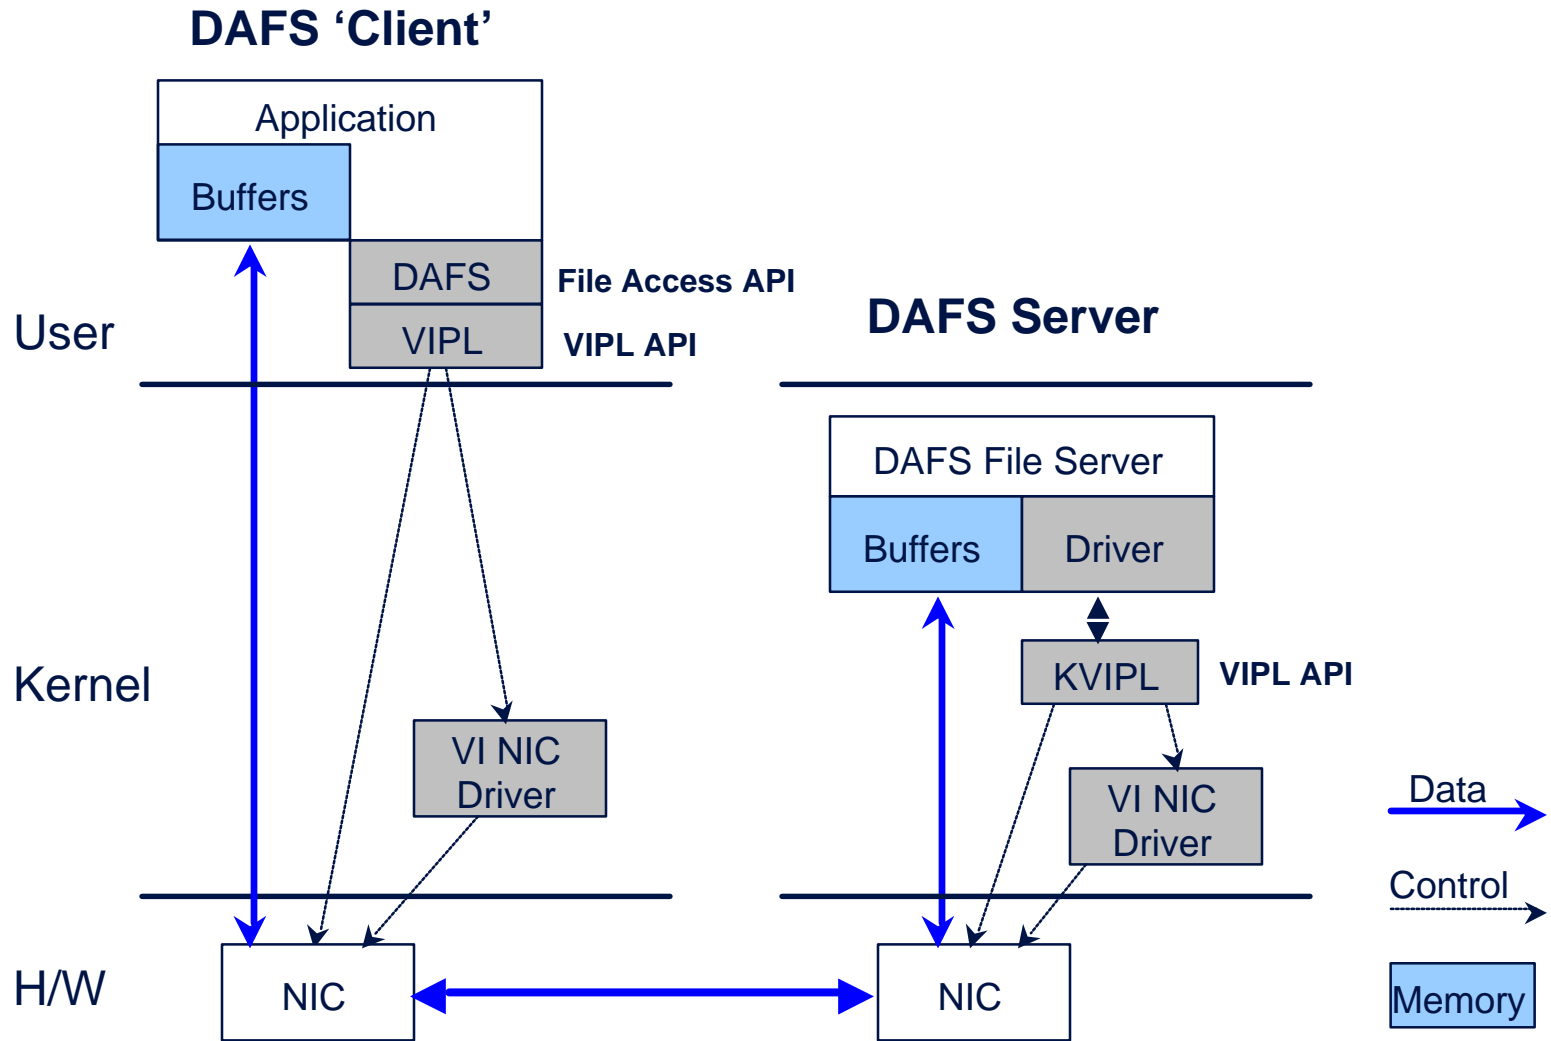 DAFS ‘Client’
Application
Buffers
DAFS
File Access API
VIPL
VIPL API
User
DAFS Server
DAFS File Server
Buffers
Driver
KVIPL
VIPL API
Kernel
VI NIC
Driver
VI NIC
Driver
Data
Control
H/W
NIC
NIC
Memory